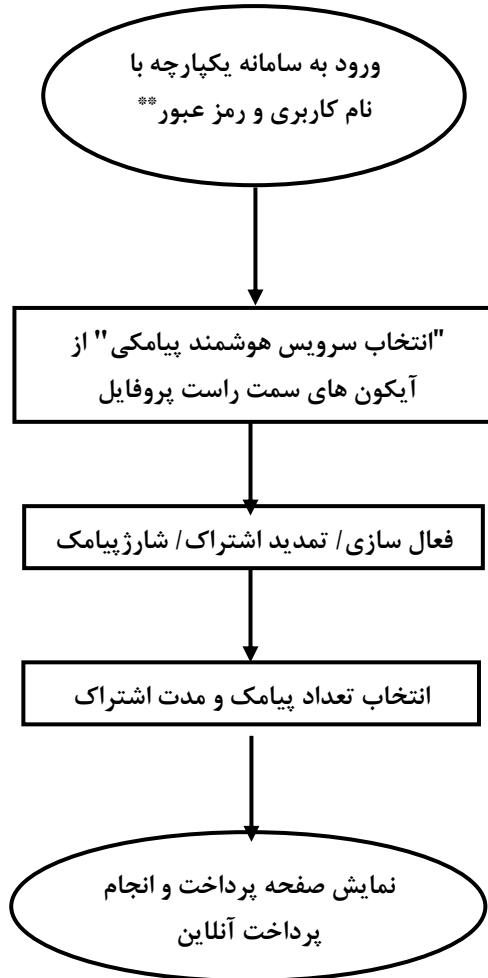 ورود به سامانه یکپارچه با
نام کاربری و رمز عبور**
"انتخاب سرویس هوشمند پیامکی" از
آیکون های سمت راست پروفایل
فعال سازی/ تمدید اشتراک/ شارژپیامک
انتخاب تعداد پیامک و مدت اشتراک
نمایش صفحه پرداخت و انجام
پرداخت آنلاین